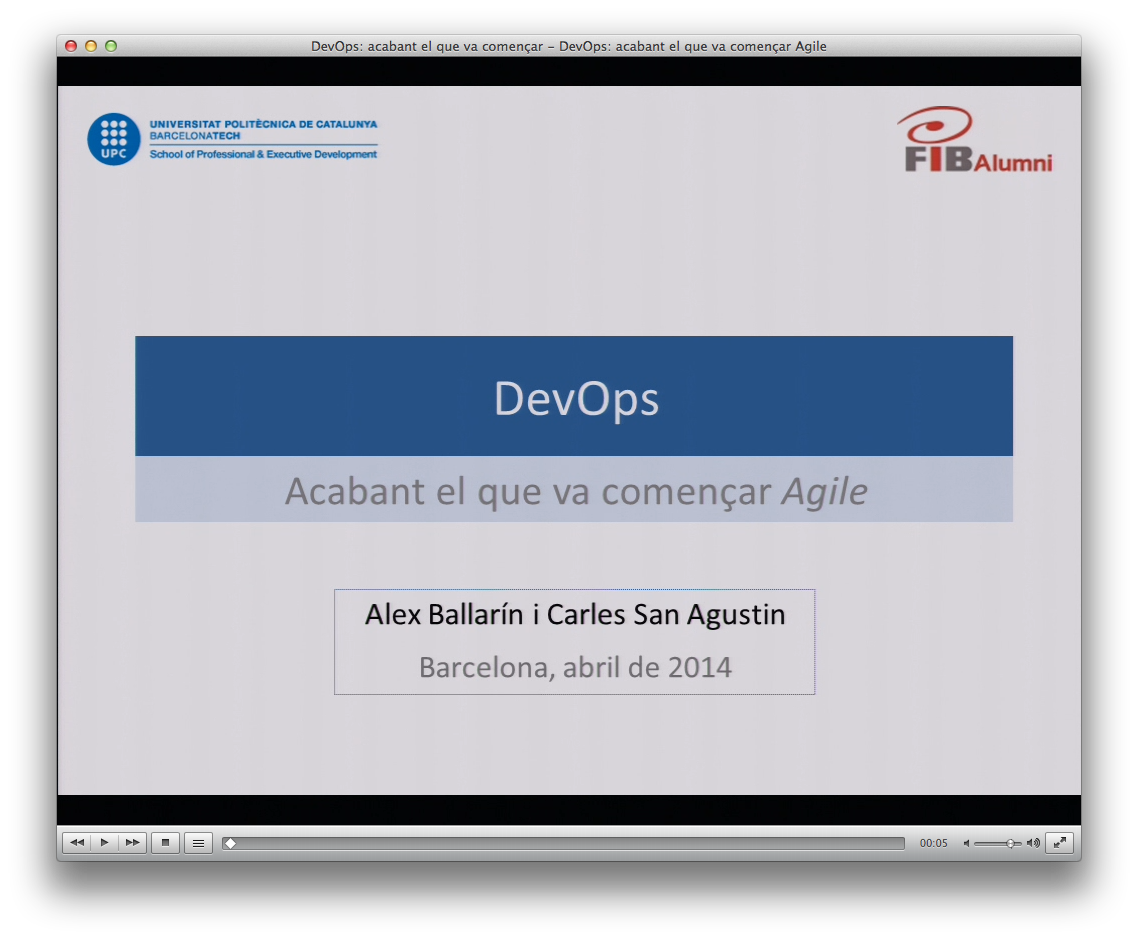 DevOps: acabant el que va començar – DevOps: acabant el que va començar Agile
UNIVERSITAT POLITÈCNICA DE CATALUNYA
BARCELONATECH
School of Professional & Executive Development
UPC
FIBAlumni
DevOps
Acabant el que va començar Agile
Alex Ballarín i Carles San Agustin
Barcelona, abril de 2014
00:05